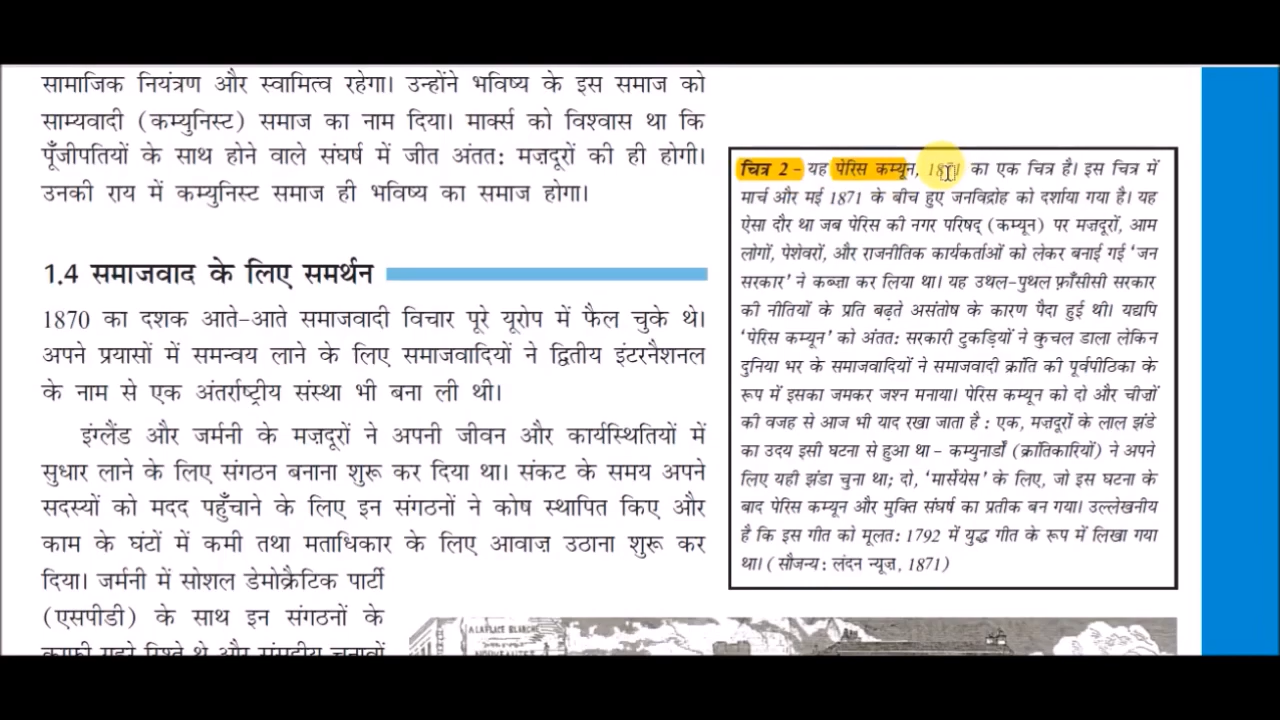 सामाजिक नियंत्रण और स्वामित्व रहेगा। उन्होंने भविष्य के इस समाज को
साम्यवादी (कम्युनिस्ट) समाज का नाम दिया। मार्क्स को विश्वास था कि
पूँजीपतियों के साथ होने वाले संघर्ष में जीत अंतत: मज़दूरों की ही होगी।
उनकी राय में कम्युनिस्ट समाज ही भविष्य का समाज होगा।
1.4 समाजवाद के लिए समर्थन
1870 का दशक आते-आते समाजवादी विचार पूरे यूरोप में फैल चुके थे।
अपने प्रयासों में समन्वय लाने के लिए समाजवादियों ने द्वितीय इंटरनैशनल
के नाम से एक अंतर्राष्ट्रीय संस्था भी बना ली थी।
इंग्लैंड और जर्मनी के मज़दूरों ने अपनी जीवन और कार्यस्थितियों में
सुधार लाने के लिए संगठन बनाना शुरू कर दिया था। संकट के समय अपने
सदस्यों को मदद पहुँचाने के लिए इन संगठनों ने कोष स्थापित किए और
काम के घंटों में कमी तथा मताधिकार के लिए आवाज़ उठाना शुरू कर
दिया। जर्मनी में सोशल डेमोक्रैटिक पार्टी
(एसपीडी) के साथ इन संगठनों के
काफ़ी गहरे रिश्ते थे और संसदीय चुनावों
चित्र 2 - यह पेरिस कम्यून, 1871 का एक चित्र है। इस चित्र में
मार्च और मई 1871 के बीच हुए जनविद्रोह को दर्शाया गया है। यह
ऐसा दौर था जब पेरिस की नगर परिषद् (कम्यून) पर मज़दूरों, आम
लोगों, पेशेवरों, और राजनीतिक कार्यकर्ताओं को लेकर बनाई गई 'जन
सरकार' ने कब्ज़ा कर लिया था। यह उथल-पुथल फ़्राँसीसी सरकार
की नीतियों के प्रति बढ़ते असंतोष के कारण पैदा हुई थी। यद्यपि
'पेरिस कम्यून' को अंतत: सरकारी टुकड़ियों ने कुचल डाला लेकिन
दुनिया भर के समाजवादियों ने समाजवादी क्रांति की पूर्वपीठिका के
रूप में इसका जमकर जश्न मनाया। पेरिस कम्यून को दो और चीज़ों
की वजह से आज भी याद रखा जाता है : एक, मज़दूरों के लाल झंडे
का उदय इसी घटना से हुआ था - कम्युनार्डों (क्रांतिकारियों) ने अपने
लिए यही झंडा चुना था; दो, 'मार्सेयेस' के लिए, जो इस घटना के
बाद पेरिस कम्यून और मुक्ति संघर्ष का प्रतीक बन गया। उल्लेखनीय
है कि इस गीत को मूलत: 1792 में युद्ध गीत के रूप में लिखा गया
था। (सौजन्य: लंदन न्यूज़, 1871)
A LA PLACE BLANCHE